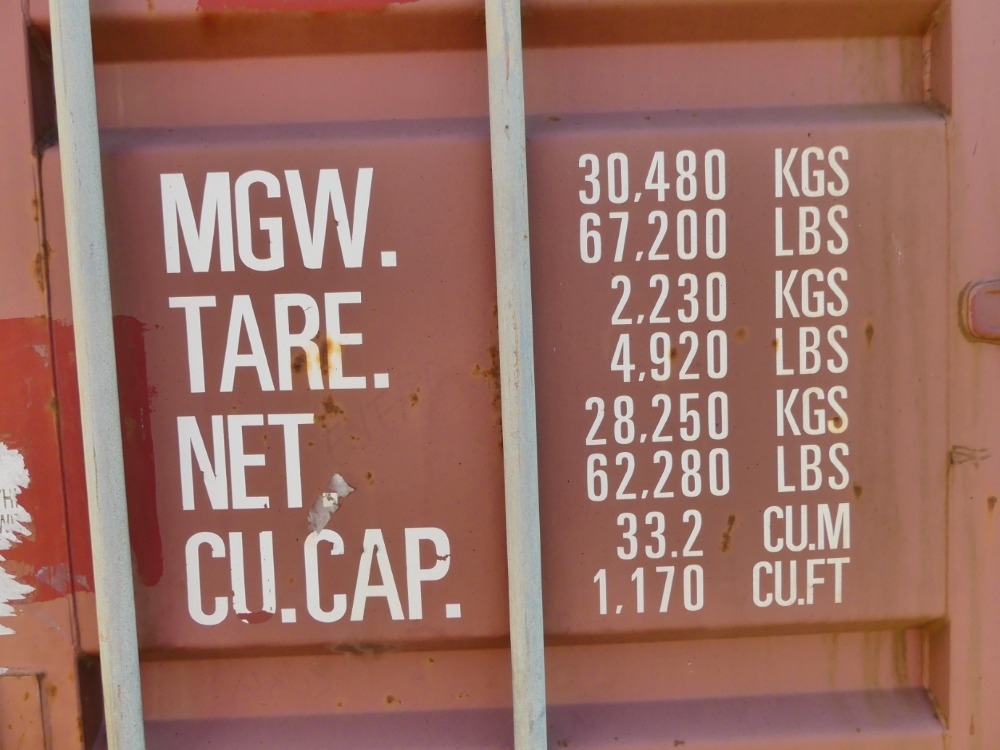 MGW. 30,480 KGS
67,200 LBS
TARE. 2,230 KGS
4,920 LBS
NET 28,250 KGS
62,280 LBS
CU.CAP. 33.2 CU.M
1,170 CU.FT